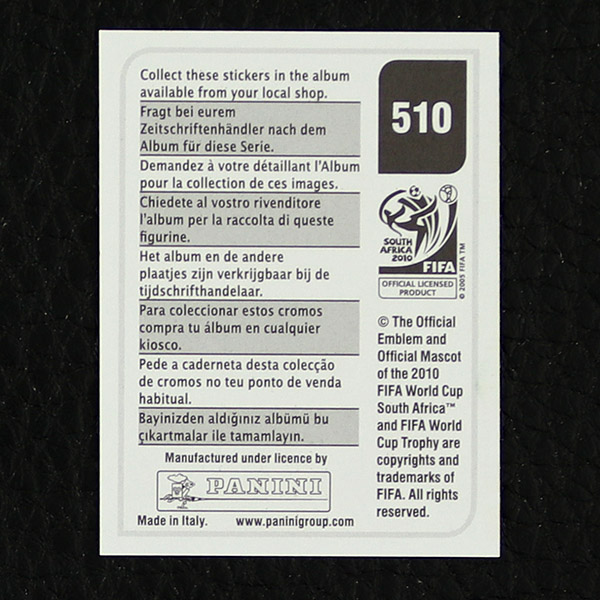 Collect these stickers in the album
available from your local shop.
Fragt bei eurem
Zeitschriftenhändler nach dem
Album für diese Serie.
Demandez à votre détaillant l'Album
pour la collection de ces images.
Chiedete al vostro rivenditore
l'album per la raccolta di queste
figurine.
Het album en de andere
plaatjes zijn verkrijgbaar bij de
tijdschrifthandelaar.
Para coleccionar estos cromos
compra tu álbum en cualquier
kiosco.
Pede a caderneta desta colecção
de cromos no teu ponto de venda
habitual.
Bayinizden aldığınız albümü bu
çıkartmalar ile tamamlayın.
Manufactured under licence by
PANINI
Made in Italy. www.paninigroup.com
510
SOUTH
AFRICA
2010
FIFA
OFFICIAL LICENSED
PRODUCT
© 2005 FIFA TM
© The Official
Emblem and
Official Mascot
of the 2010
FIFA World Cup
South Africa™
and FIFA World
Cup Trophy are
copyrights and
trademarks of
FIFA. All rights
reserved.